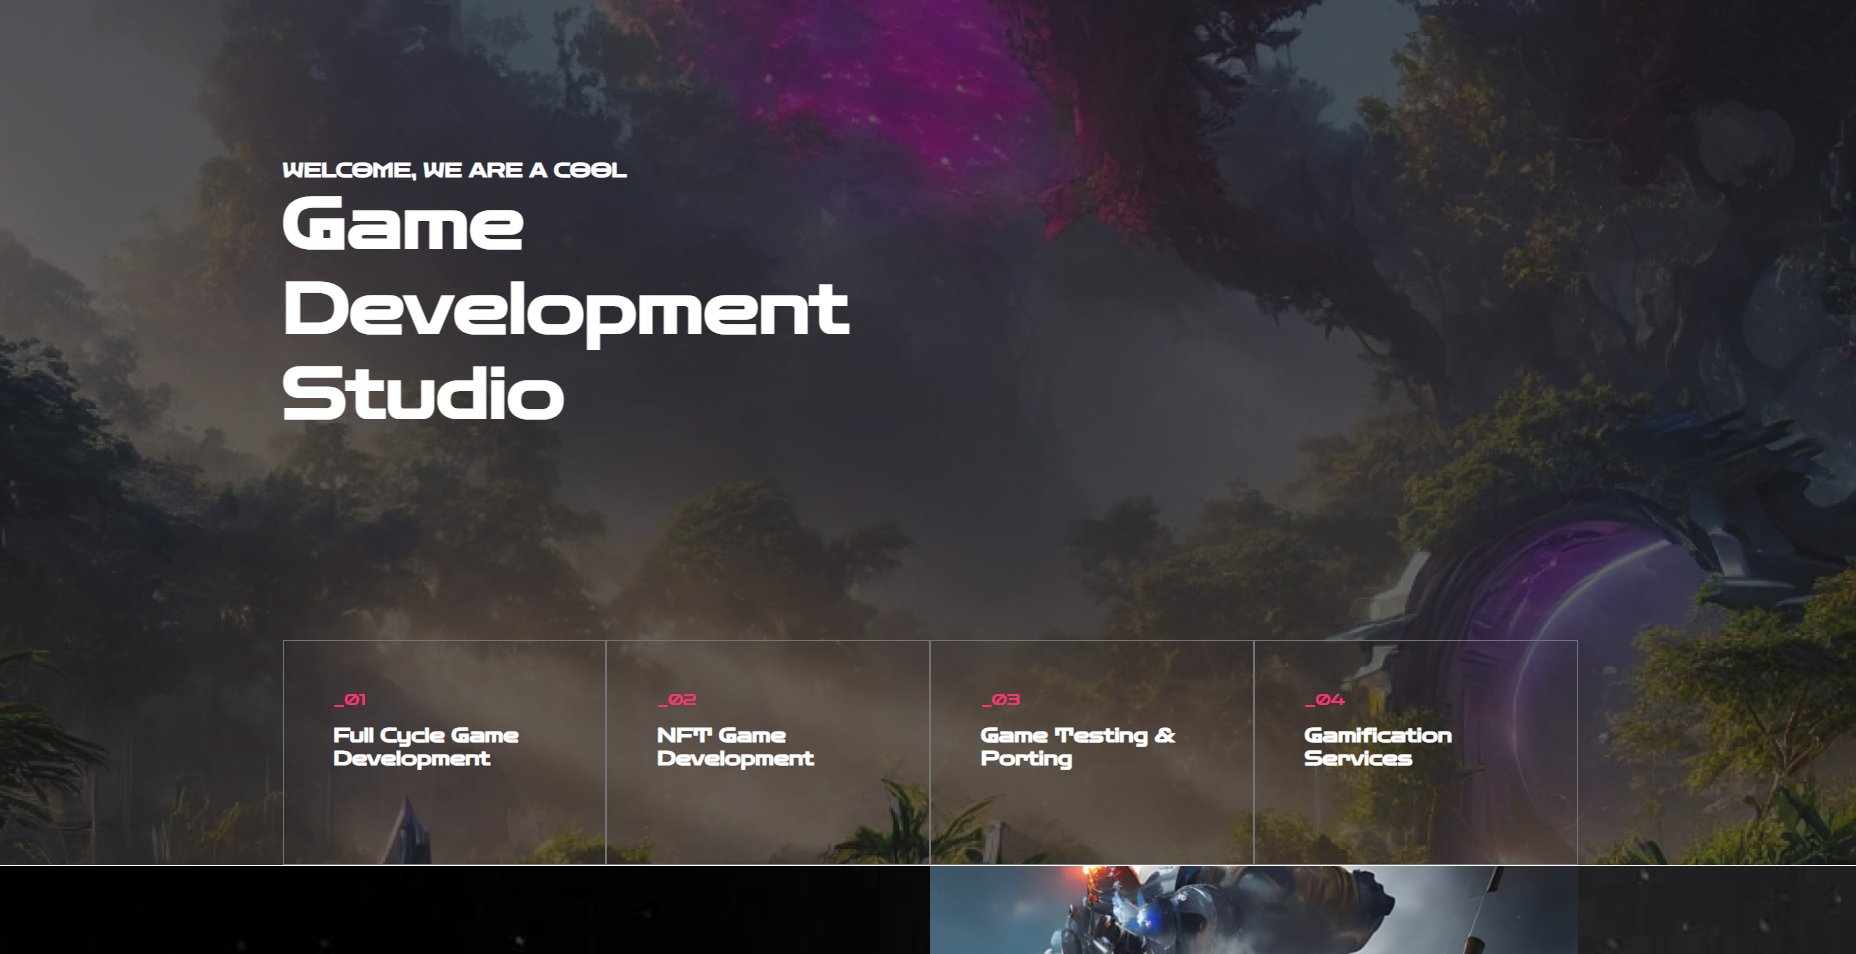 WELCOME, WE ARE A COOL
Game
Development
Studio
_01
Full Cycle Game
Development
_02
NFT Game
Development
_03
Game Testing &
Porting
_04
Gamification
Services